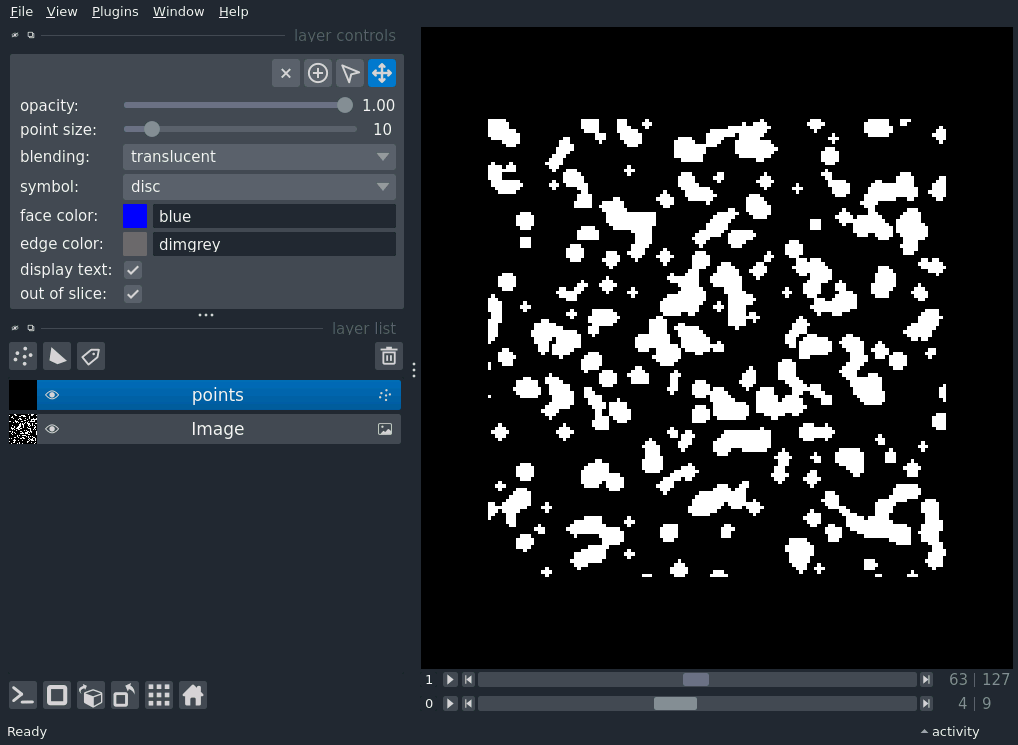 File View Plugins Window Help
layer controls
opacity: 1.00
point size: 10
blending: translucent
symbol: disc
face color: blue
edge color: dimgrey
display text:
out of slice:
layer list
points
Image
1 63 | 127
0 4 | 9
Ready activity